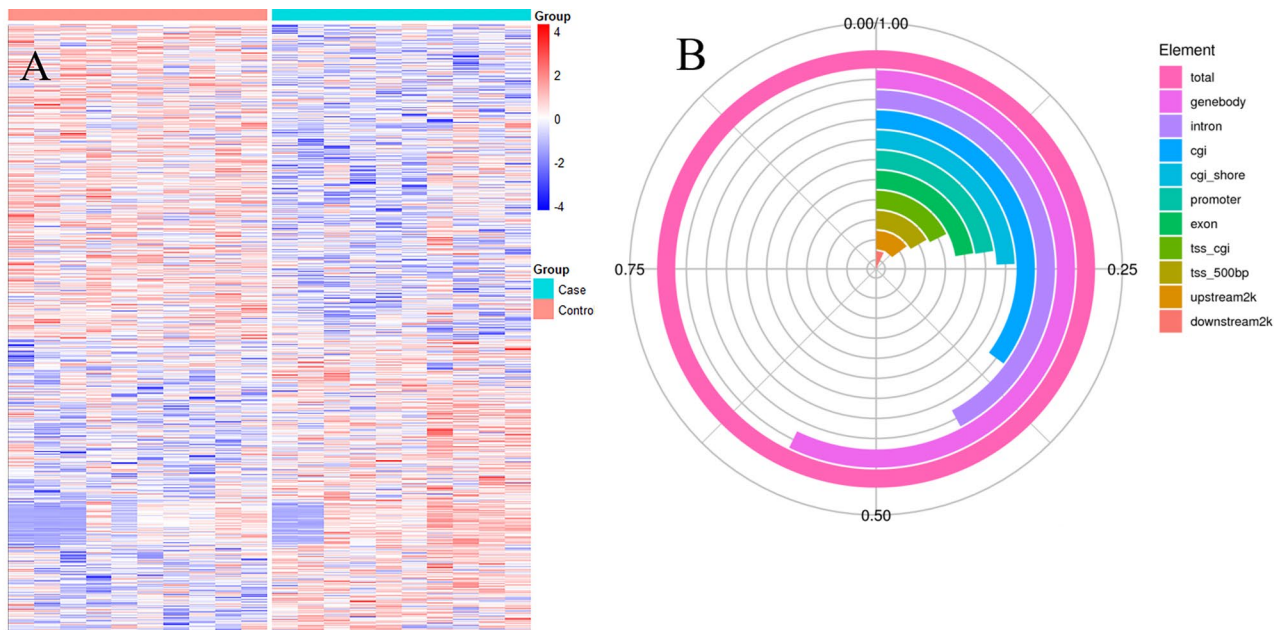 A
Group
4
2
0
-2
-4
Group
Case
Contro
B
0.00/1.00
0.75
0.25
0.50
Element
total
genebody
intron
cgi
cgi_shore
promoter
exon
tss_cgi
tss_500bp
upstream2k
downstream2k